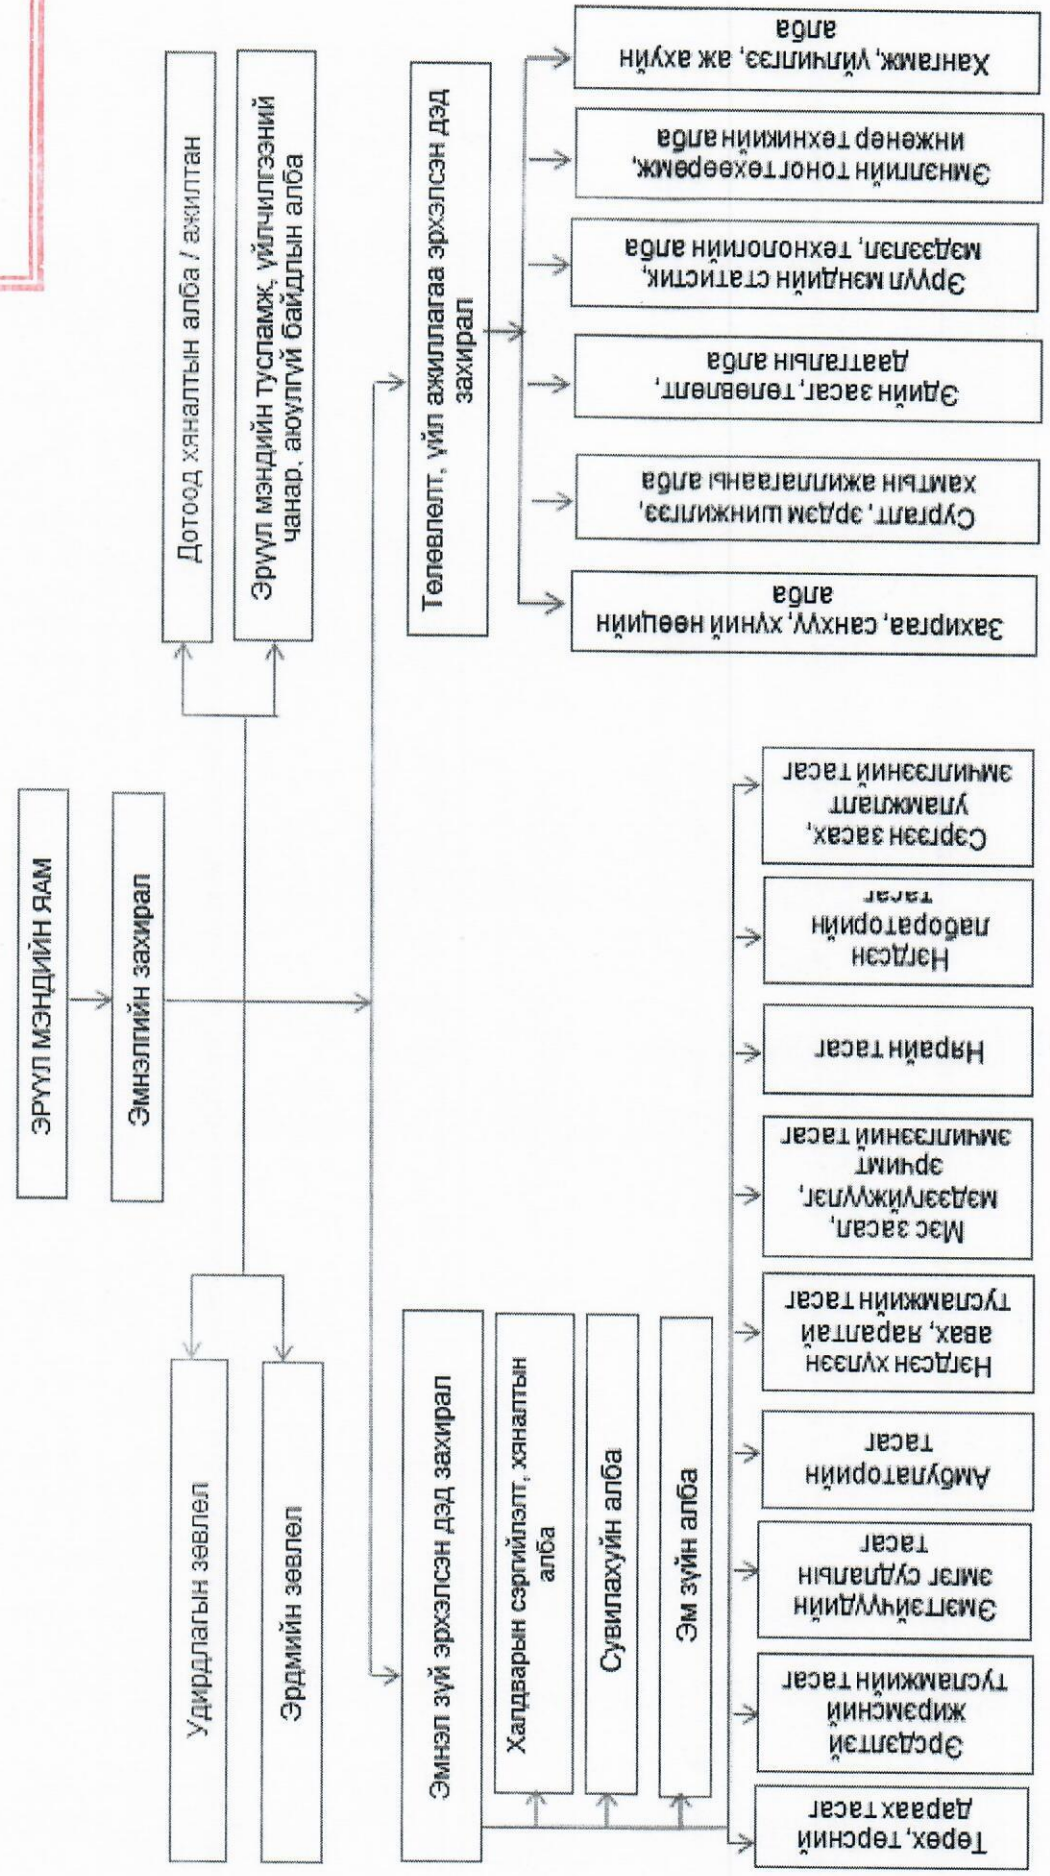 ЭРҮҮЛ МЭНДИЙН ЯАМ
Эмнэлгийн захирал
Удирдлагын зөвлөл
Эрдмийн зөвлөл
Дотоод хяналтын алба / ажилтан
Эрүүл мэндийн тусламж, үйлчилгээний
чанар, аюулгүй байдлын алба
Эмнэл зүй эрхэлсэн дэд захирал
Халдварын сэргийлэлт, хяналтын
алба
Сувилахуйн алба
Эм зүйн алба
Төлөвлөлт, үйл ажиллагаа эрхэлсэн дэд
захирал
Төрөх, төрсний
дараах тасаг
Эрсдэлтэй
жирэмсний
тусламжийн тасаг
Эмэгтэйчүүдийн
эмгэг судлалын
тасаг
Амбулаторийн
тасаг
Нэгдсэн хүлээн
авах, яаралтай
тусламжийн тасаг
Мэс засал,
мэдээгүйжүүлэг,
эрчимт
эмчилгээний тасаг
Нярайн тасаг
Нэгдсэн
лабораторийн
тасаг
Сэргээн засах,
уламжлалт
эмчилгээний тасаг
Захиргаа, санхүү, хүний нөөцийн
алба
Сургалт, эрдэм шинжилгээ,
хамтын ажиллагааны алба
Эдийн засаг, төлөвлөлт,
даатгалын алба
Эрүүл мэндийн статистик,
мэдээлэл, технологийн алба
Эмнэлгийн тоногтөхөөрөмж,
инженер техникийн алба
Хангамж, үйлчилгээ, аж ахуйн
алба